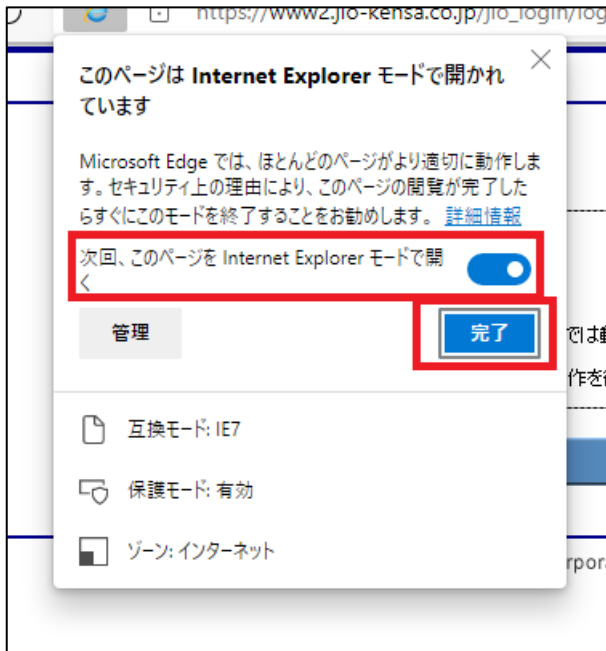 https://www2.jio-kensa.co.jp/jio_login/log
このページは Internet Explorer モードで開かれ
ています
Microsoft Edge では、ほとんどのページがより適切に動作しま
す。セキュリティ上の理由により、このページの閲覧が完了した
らすぐにこのモードを終了することをお勧めします。 詳細情報
次回、このページを Internet Explorer モードで開
く
管理
完了
では
作を
互換モード: IE7
保護モード: 有効
ゾーン: インターネット
rpor